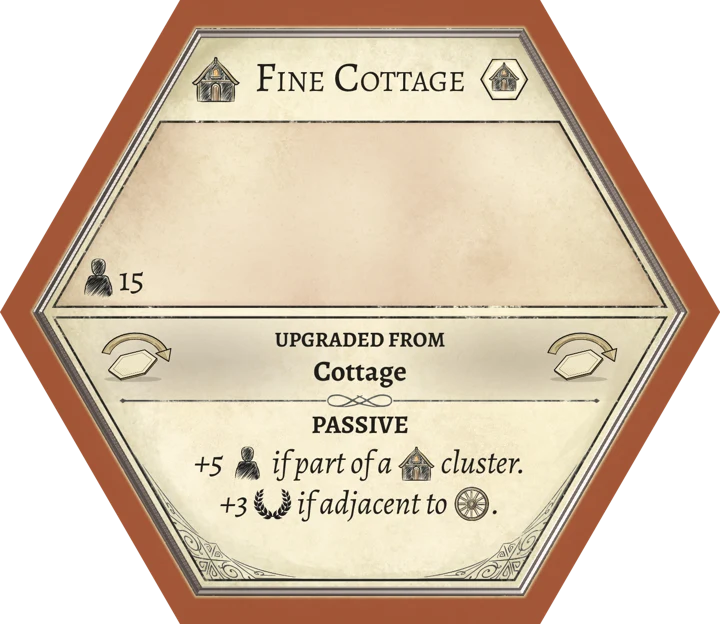 Fine Cottage
15
UPGRADED FROM
Cottage
PASSIVE
+5 if part of a cluster.
+3 if adjacent to .